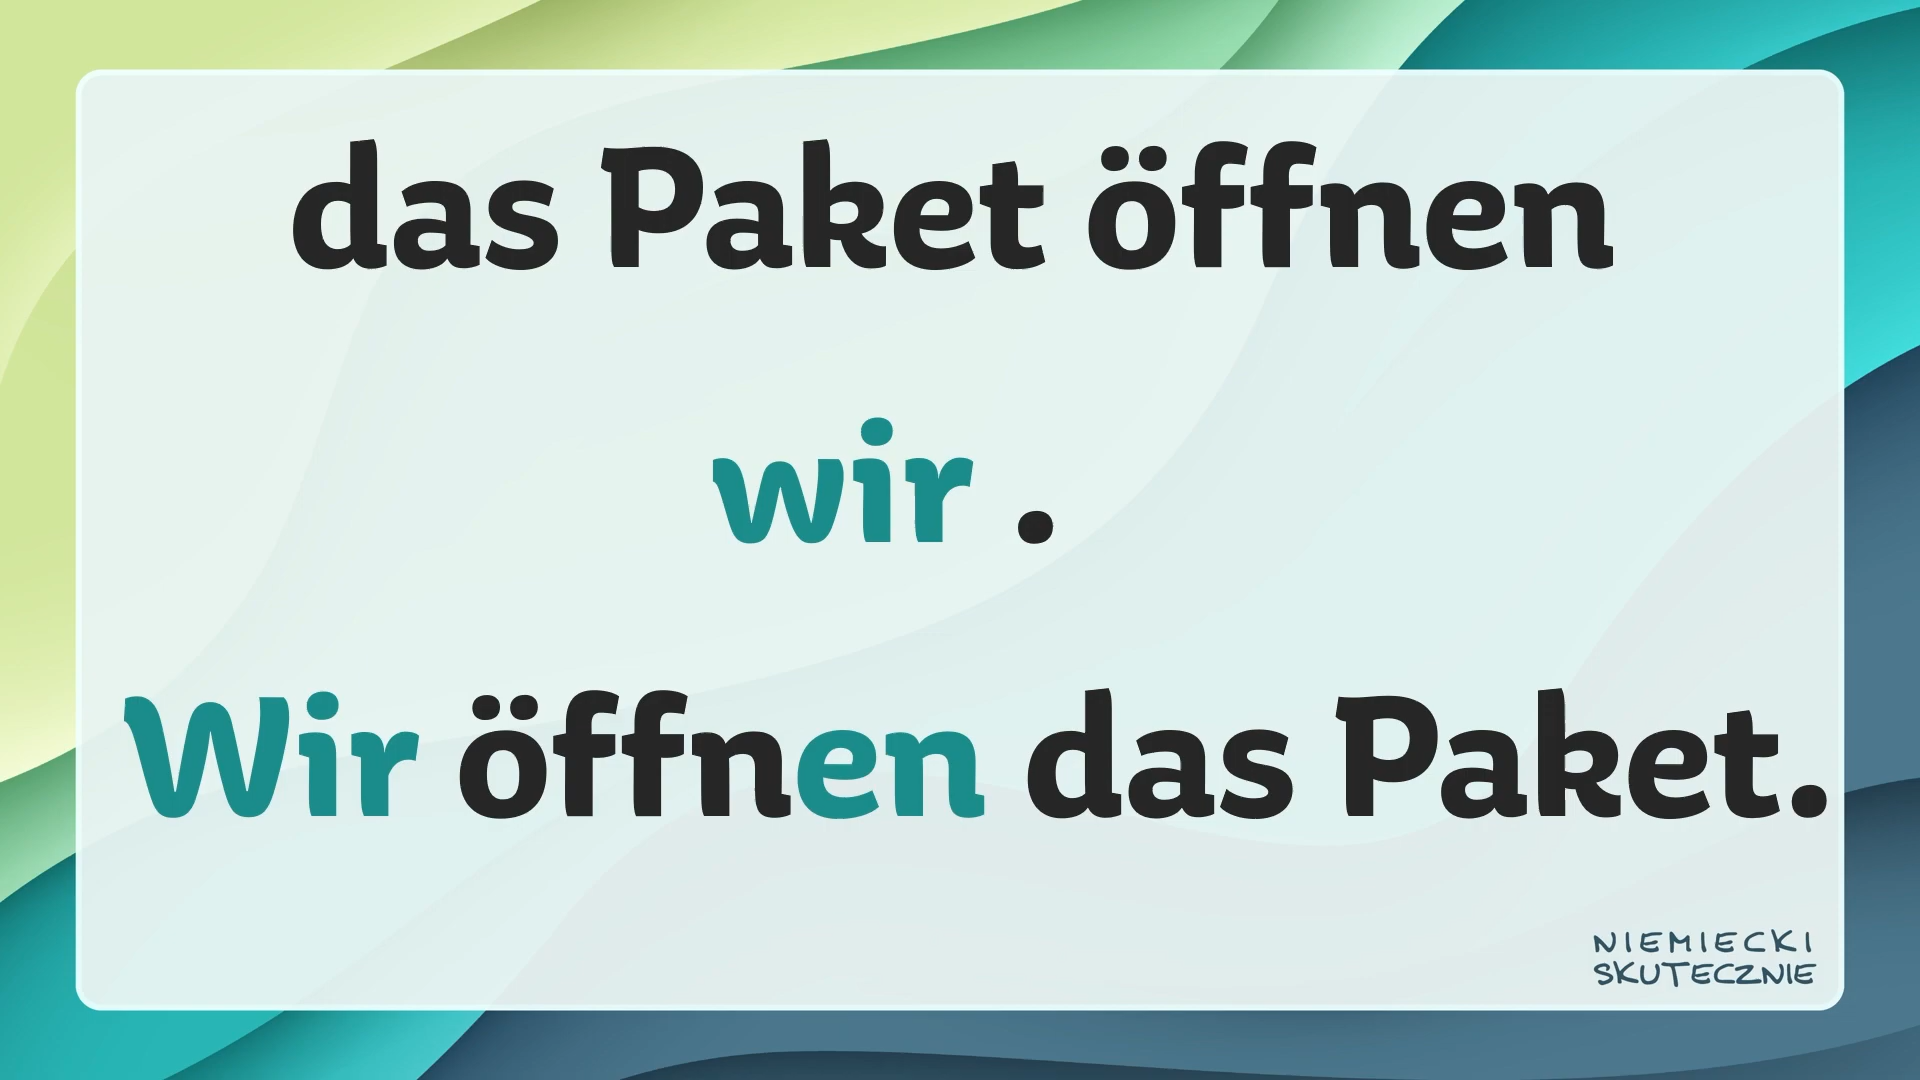 das Paket öffnen
wir .
Wir öffnen das Paket.
NIEMIECKI
SKUTECZNIE